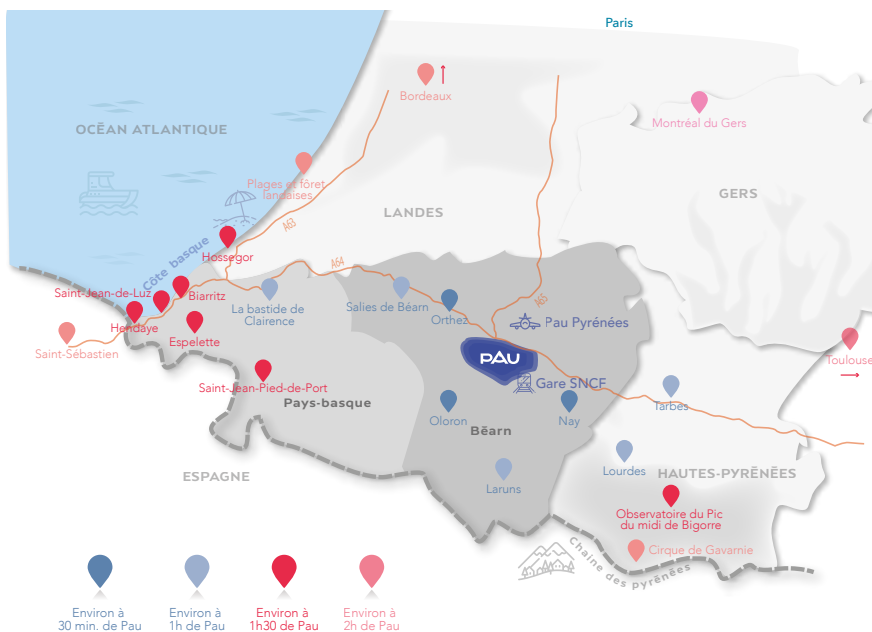 Paris
Bordeaux
Montréal du Gers
OCÉAN ATLANTIQUE
Plages et fôret
landaises
GERS
LANDES
A63
Côte basque
Hossegor
A64
Saint-Jean-de-Luz
Biarritz
La bastide de
Clairence
Salies de Béarn
Orthez
A65
Pau Pyrénées
Hendaye
Espelette
Saint-Sébastien
PAU
Toulouse
Saint-Jean-Pied-de-Port
Gare SNCF
Pays-basque
Tarbes
Oloron
Nay
Béarn
ESPAGNE
Lourdes
HAUTES-PYRÉNÉES
Laruns
Observatoire du Pic
du midi de Bigorre
Cirque de Gavarnie
Chaine des pyrénées
Environ à
30 min. de Pau
Environ à
1h de Pau
Environ à
1h30 de Pau
Environ à
2h de Pau